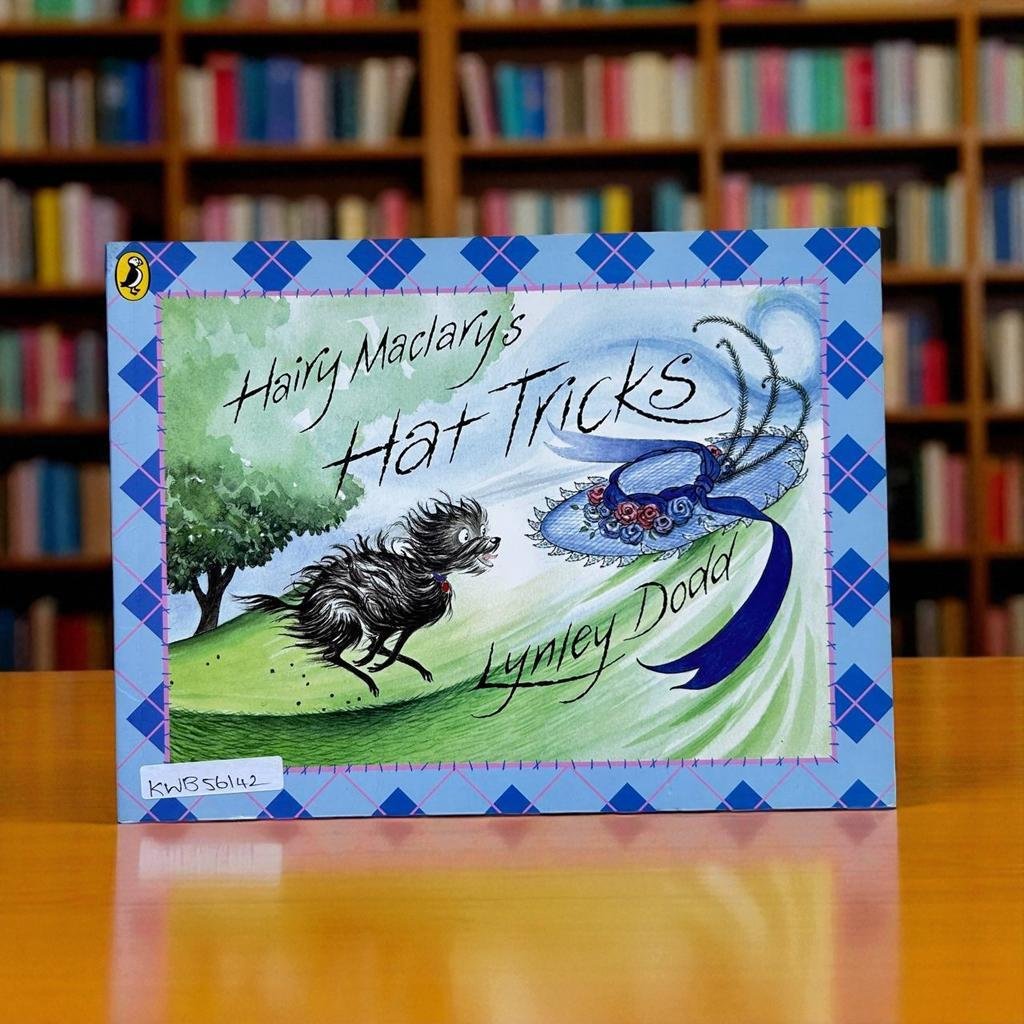 Hairy Maclary's
Hat Tricks
Lynley Dodd
KWB56142